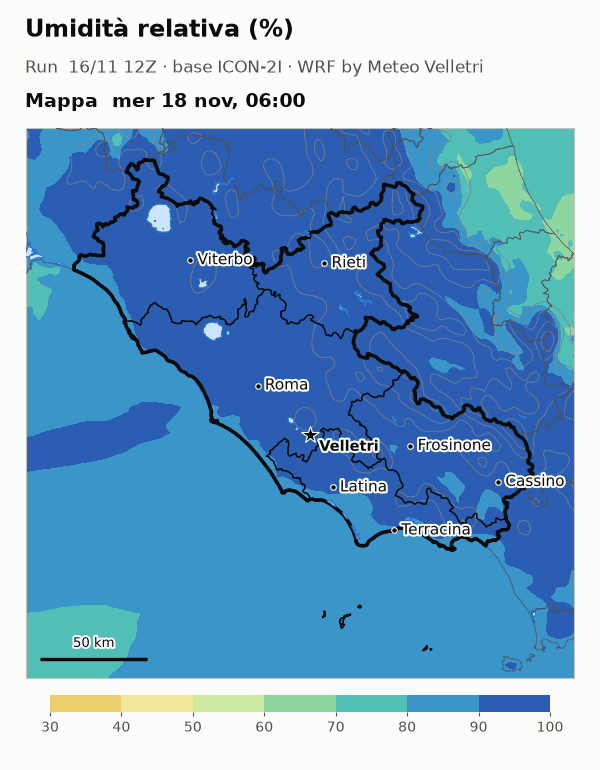 Umidità relativa (%)
Run  16/11 12Z · base ICON-2I · WRF by Meteo Velletri
Mappa  mer 18 nov, 06:00
Viterbo
Rieti
Roma
Velletri
Frosinone
Cassino
Latina
Terracina
50 km
30 40 50 60 70 80 90 100